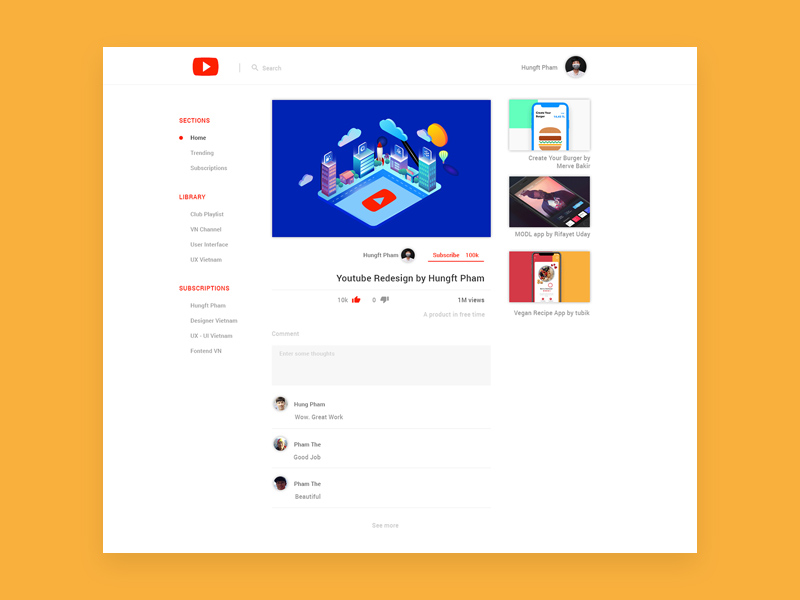 Search
Hungft Pham
SECTIONS
Home
Trending
Subscriptions
LIBRARY
Club Playlist
VN Channel
User Interface
UX Vietnam
SUBSCRIPTIONS
Hungft Pham
Designer Vietnam
UX - UI Vietnam
Fontend VN
Hungft Pham
Subscribe 100k
Youtube Redesign by Hungft Pham
10k 0 1M views
A product in free time
Comment
Enter some thoughts
Hung Pham
Wow. Great Work
Pham The
Good Job
Pham The
Beautiful
See more
Create Your
Burger
Create Your Burger by
Merve Bakir
MODL app by Rifayet Uday
Vegan Recipe App by tubik